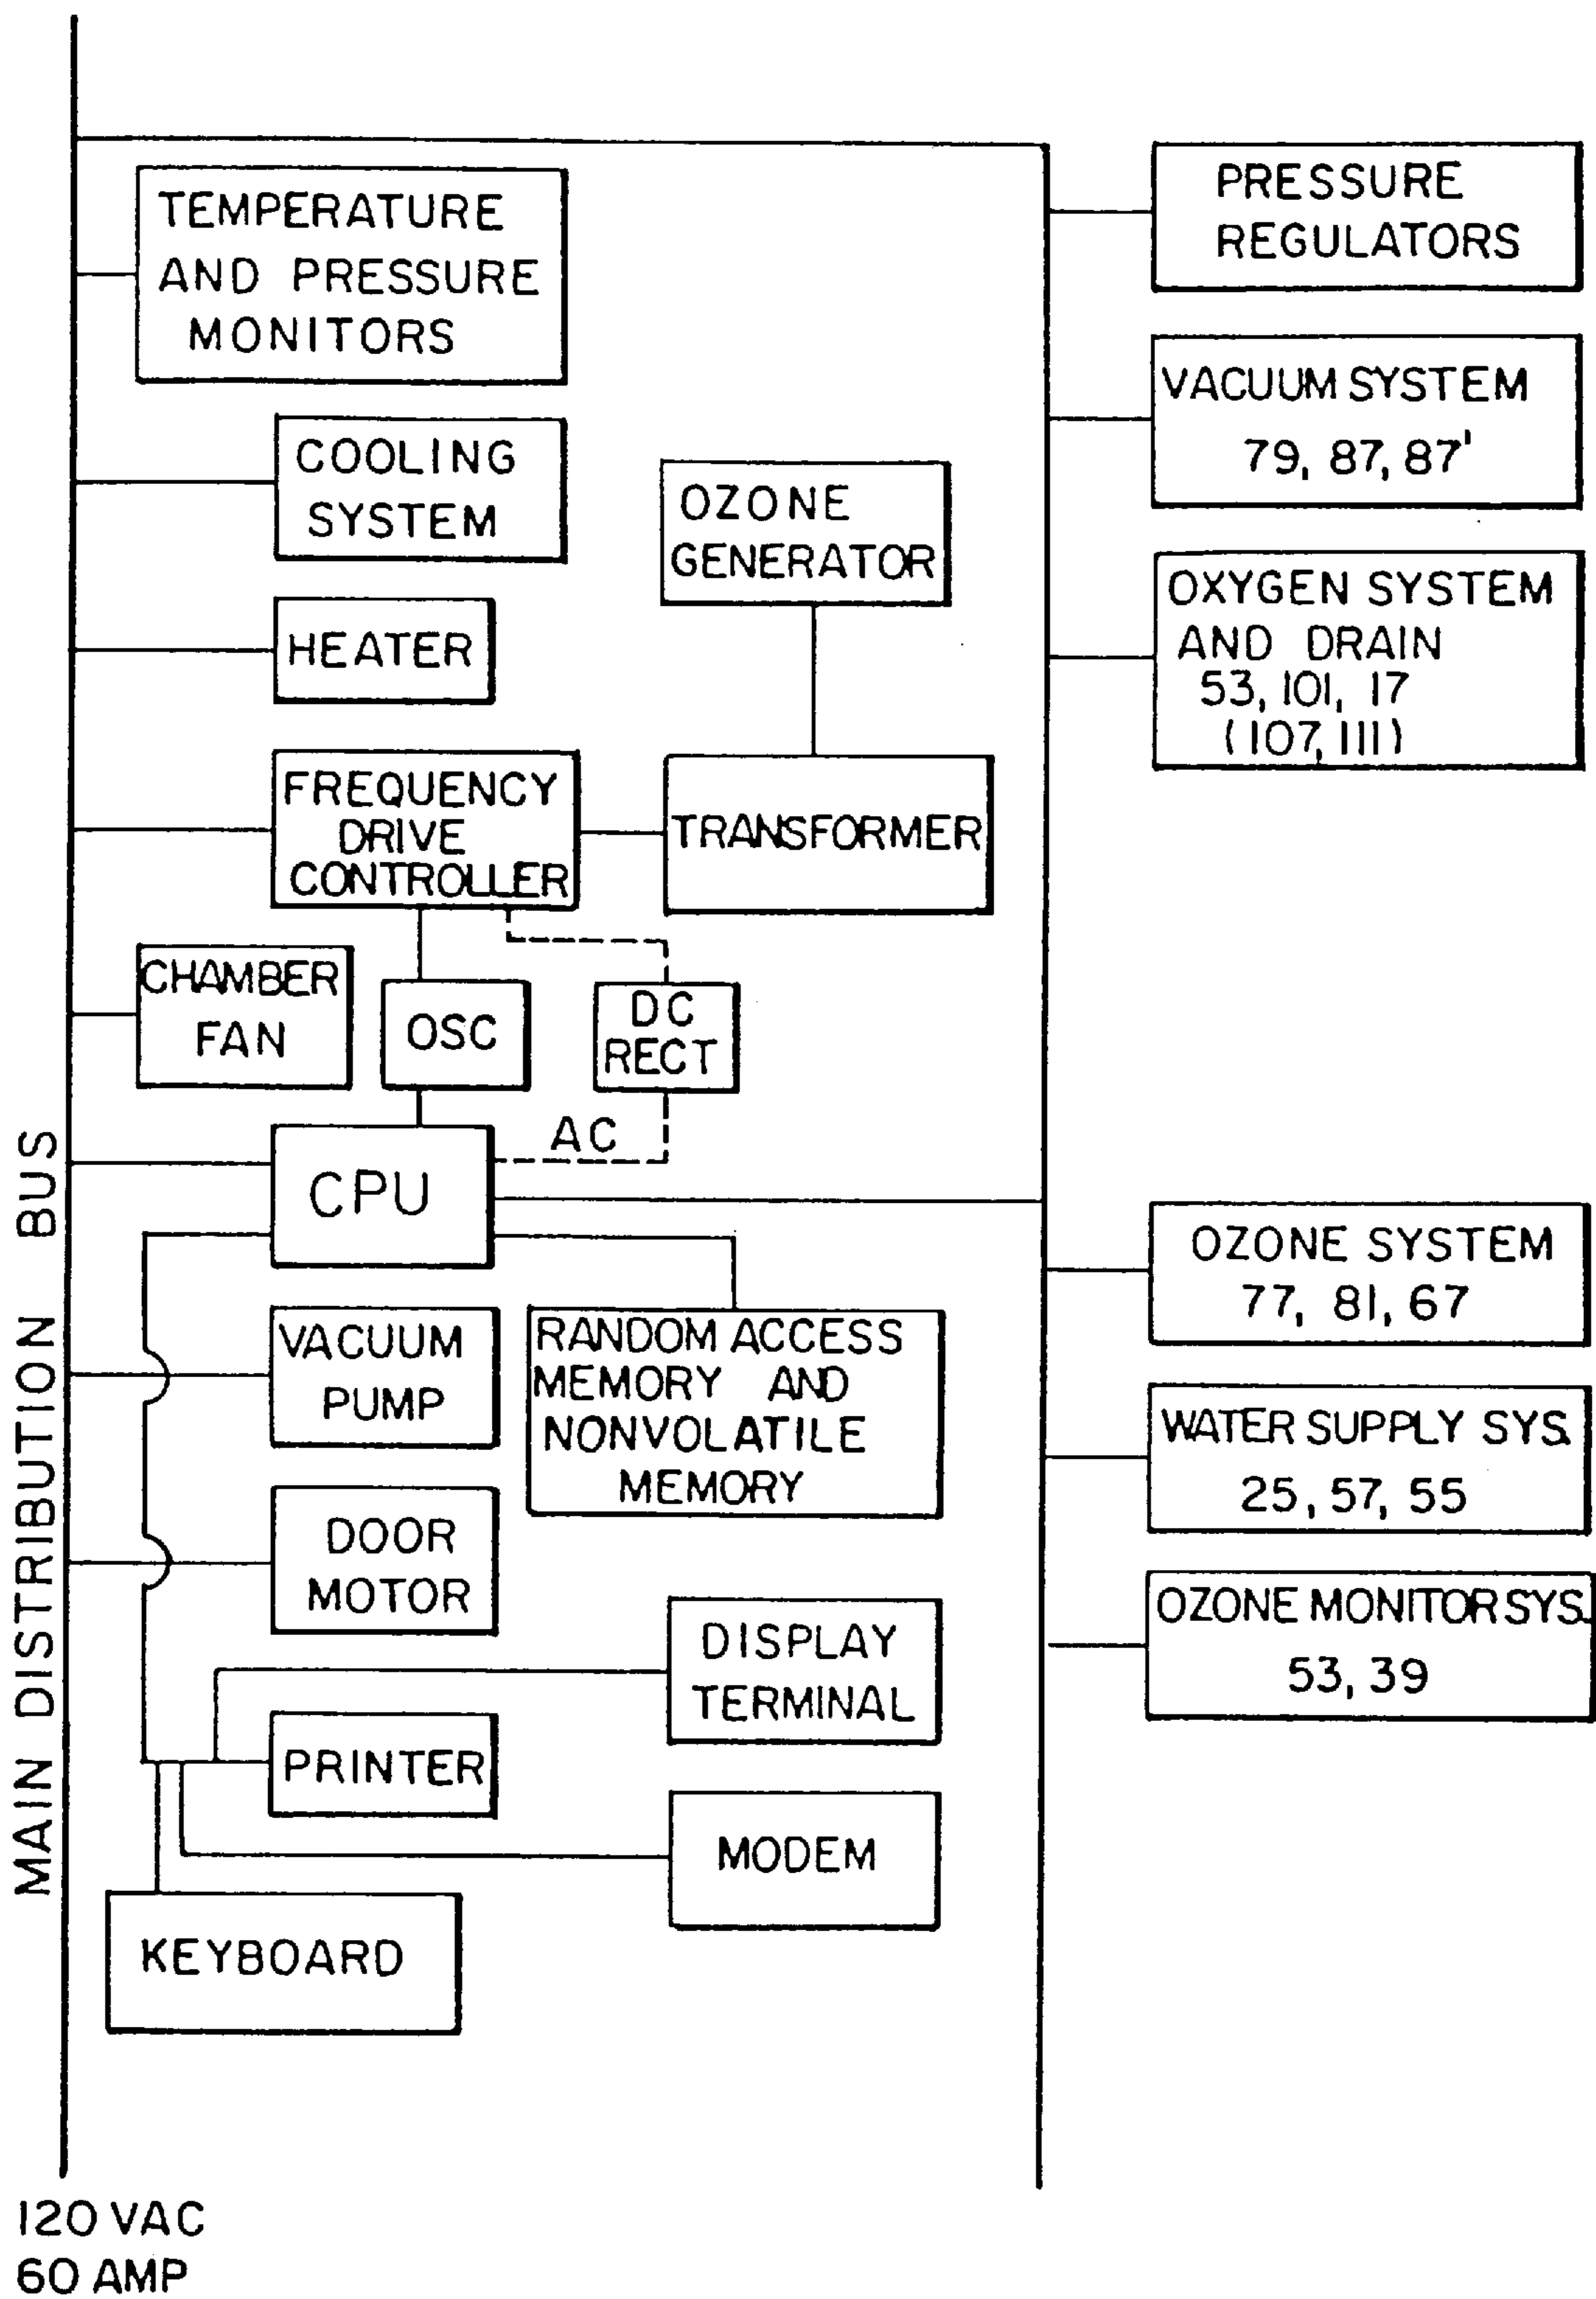 TEMPERATURE
AND PRESSURE
MONITORS
COOLING
SYSTEM
OZONE
GENERATOR
HEATER
FREQUENCY
DRIVE
CONTROLLER
TRANSFORMER
CHAMBER
FAN
OSC
DC
RECT
AC
CPU
VACUUM
PUMP
RANDOM ACCESS
MEMORY AND
NONVOLATILE
MEMORY
DOOR
MOTOR
DISPLAY
TERMINAL
PRINTER
MODEM
KEYBOARD
MAIN DISTRIBUTION BUS
120 VAC
60 AMP
PRESSURE
REGULATORS
VACUUM SYSTEM
79, 87, 87'
OXYGEN SYSTEM
AND DRAIN
53, 101, 17
(107, 111)
OZONE SYSTEM
77, 81, 67
WATER SUPPLY SYS.
25, 57, 55
OZONE MONITOR SYS.
53, 39